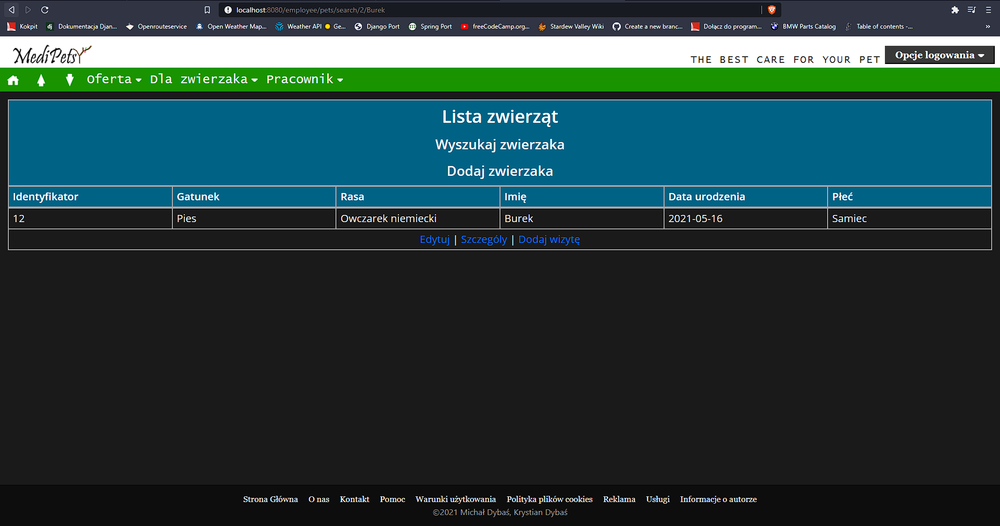 localhost:8080/employee/pets/search/2/Burek
Kokpit dj Dokumentacja Djan... Openrouteservice Open Weather Map... Weather API Ge... Django Port m Spring Port freeCodeCamp.org... Stardew Valley Wiki Create a new branc... Dołącz do program... BMW Parts Catalog Table of contents -... »
MediPets THE BEST CARE FOR YOUR PET Opcje logowania
Oferta Dla zwierzaka Pracownik
Lista zwierząt
Wyszukaj zwierzaka
Dodaj zwierzaka
Identyfikator Gatunek Rasa Imię Data urodzenia Płeć
12 Pies Owczarek niemiecki Burek 2021-05-16 Samiec
Edytuj | Szczegóły | Dodaj wizytę
Strona Główna O nas Kontakt Pomoc Warunki użytkowania Polityka plików cookies Reklama Usługi Informacje o autorze
©2021 Michał Dybaś, Krystian Dybaś